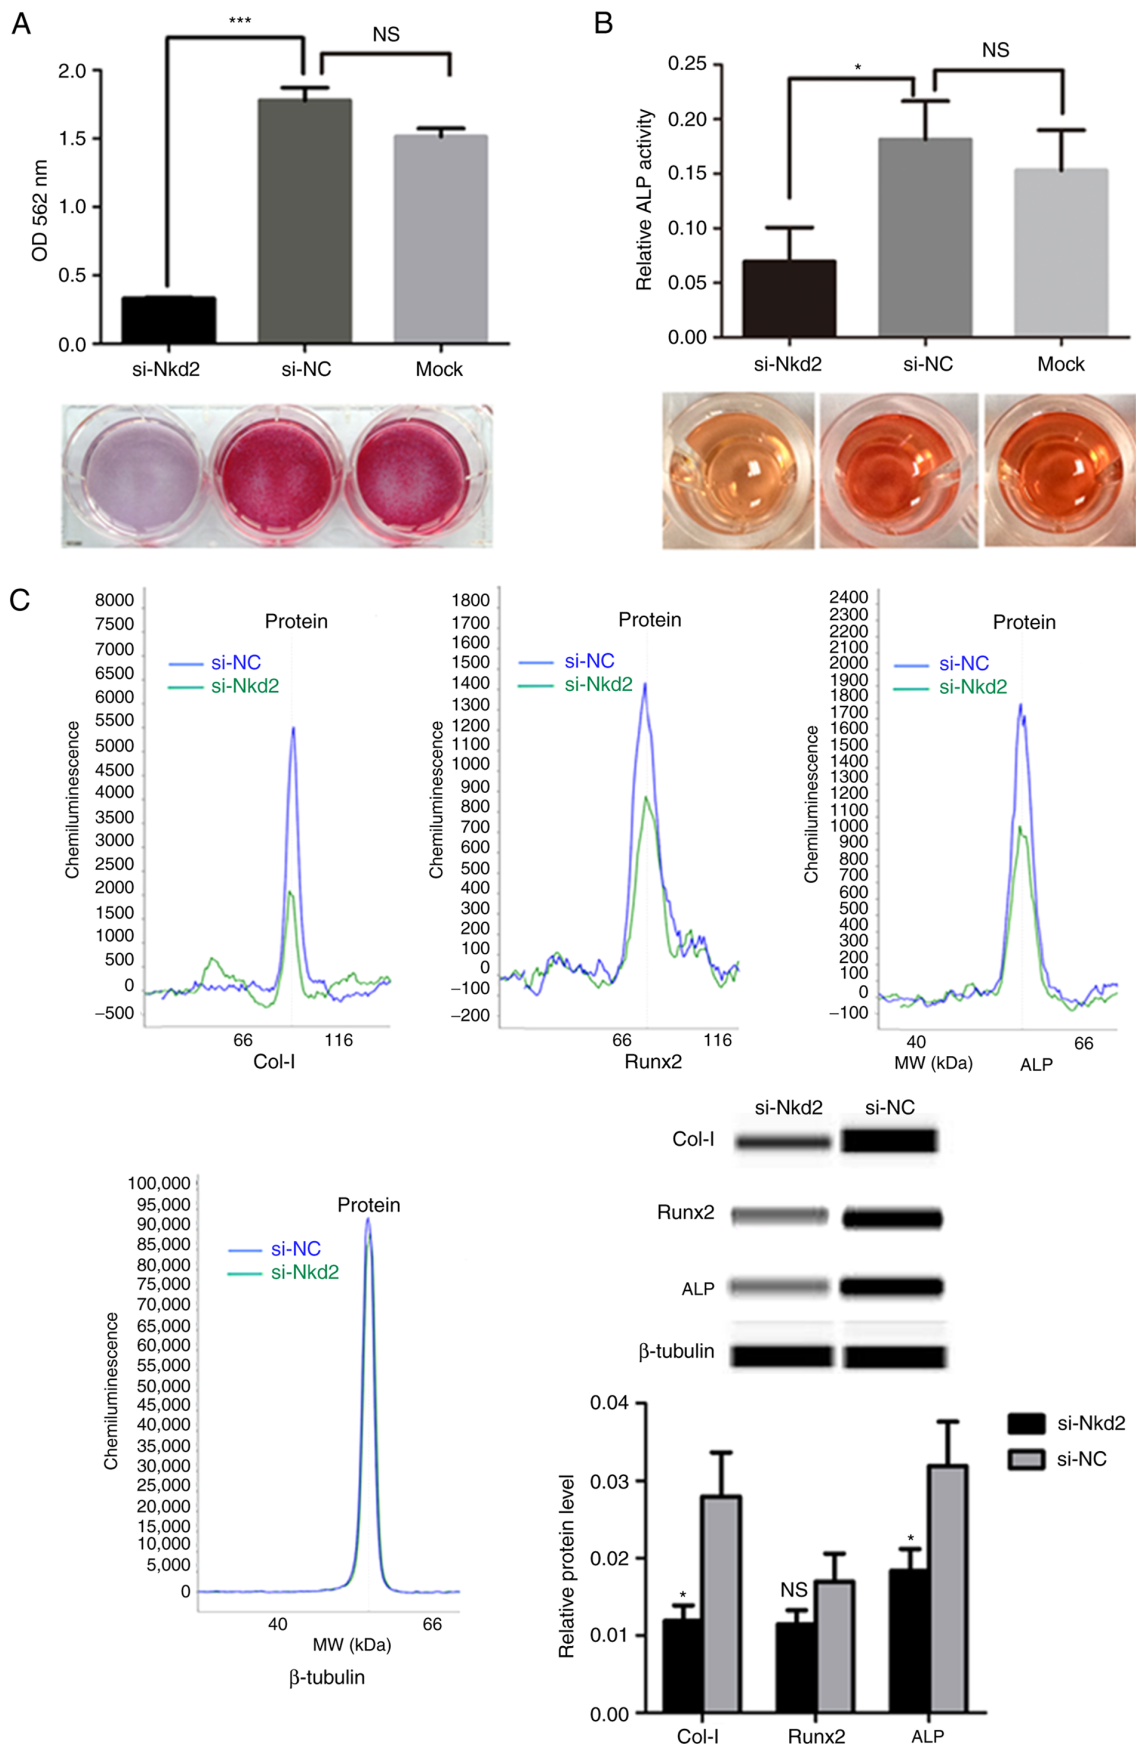 A
***
NS
2.0
1.5
1.0
0.5
0.0
OD 562 nm
si-Nkd2
si-NC
Mock
B
*
NS
0.25
0.20
0.15
0.10
0.05
0.00
Relative ALP activity
si-Nkd2
si-NC
Mock
C
8000
7500
7000
6500
6000
5500
5000
4500
4000
3500
3000
2500
2000
1500
1000
500
0
−500
Chemiluminescence
Protein
si-NC
si-Nkd2
66
116
Col-I
1800
1700
1600
1500
1400
1300
1200
1100
1000
900
800
700
600
500
400
300
200
100
0
−100
−200
Chemiluminescence
Protein
si-NC
si-Nkd2
66
116
Runx2
2400
2300
2200
2100
2000
1900
1800
1700
1600
1500
1400
1300
1200
1100
1000
900
800
700
600
500
400
300
200
100
0
−100
Chemiluminescence
Protein
si-NC
si-Nkd2
40
66
MW (kDa)
ALP
100,000
95,000
90,000
85,000
80,000
75,000
70,000
65,000
60,000
55,000
50,000
45,000
40,000
35,000
30,000
25,000
20,000
15,000
10,000
5,000
0
Chemiluminescence
Protein
si-NC
si-Nkd2
40
66
MW (kDa)
β-tubulin
si-Nkd2
si-NC
Col-I
Runx2
ALP
β-tubulin
0.04
0.03
0.02
0.01
0.00
Relative protein level
*
NS
*
si-Nkd2
si-NC
Col-I
Runx2
ALP